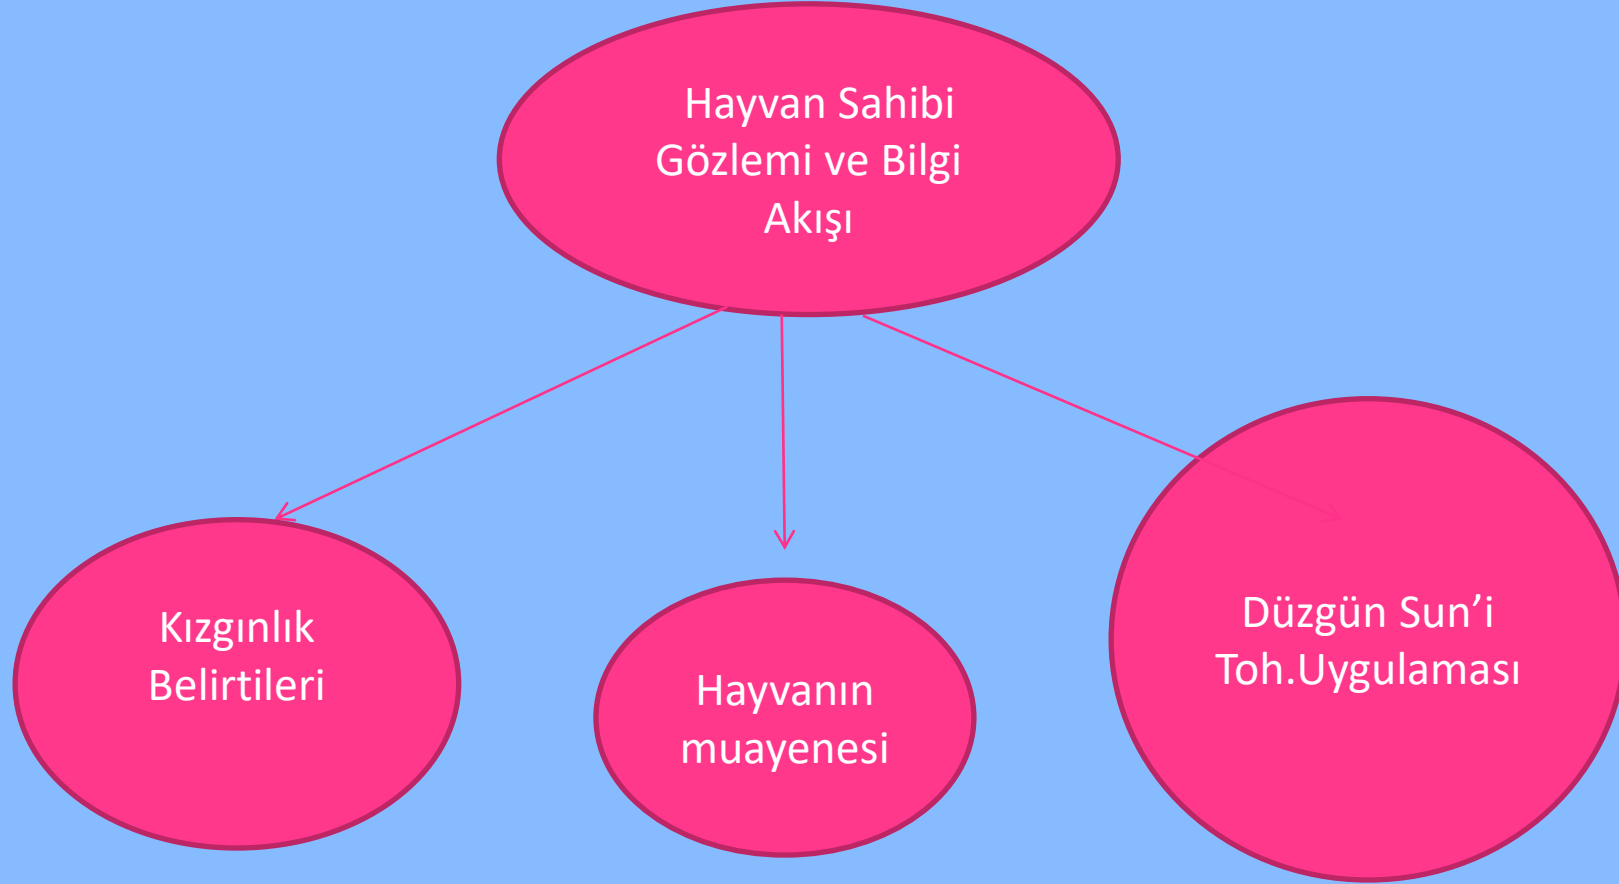 Hayvan Sahibi
Gözlemi ve Bilgi
Akışı
Kızgınlık
Belirtileri
Hayvanın
muayenesi
Düzgün Sun’i
Toh.Uygulaması